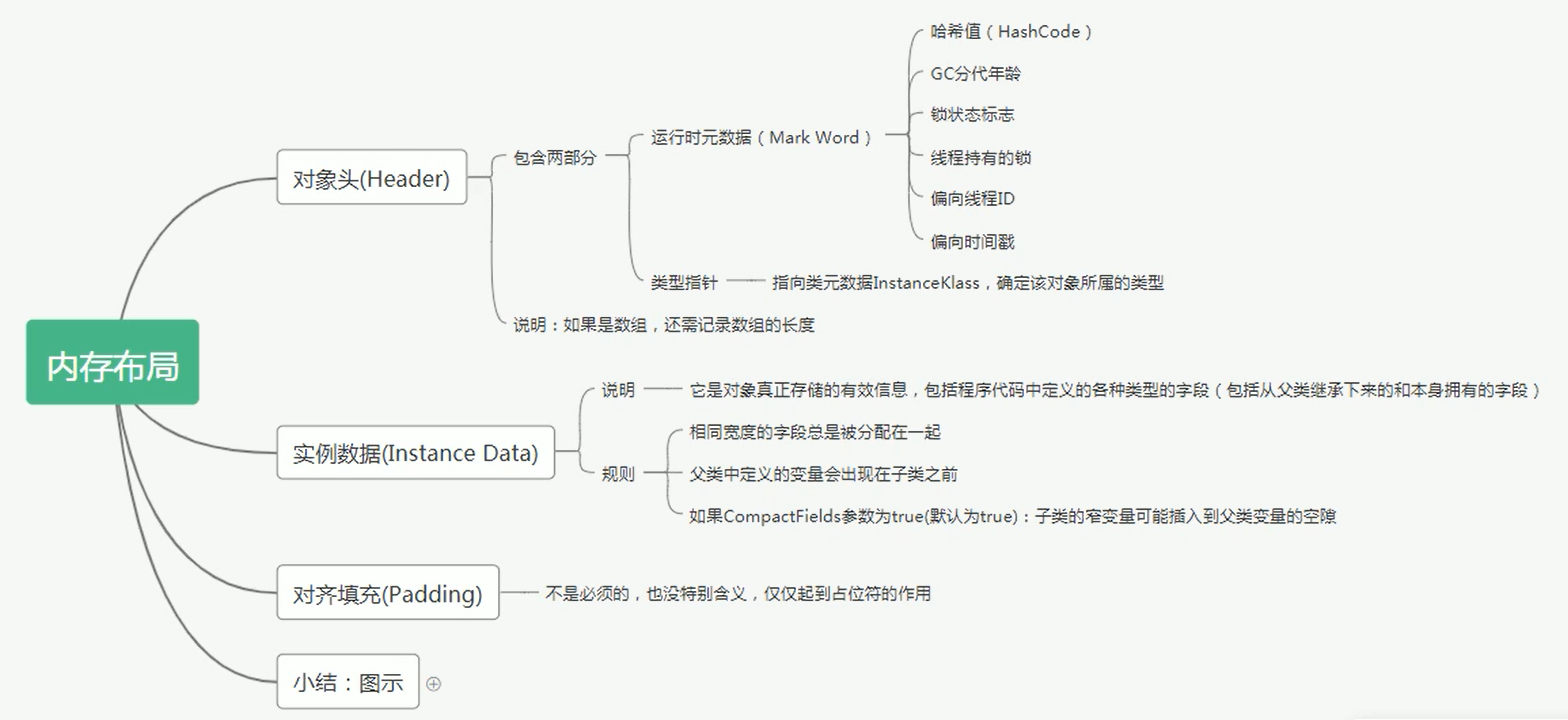 内存布局
对象头(Header)
包含两部分
运行时元数据（Mark Word）
哈希值（HashCode）
GC分代年龄
锁状态标志
线程持有的锁
偏向线程ID
偏向时间戳
类型指针
指向类元数据InstanceKlass，确定该对象所属的类型
说明：如果是数组，还需记录数组的长度
实例数据(Instance Data)
说明
它是对象真正存储的有效信息，包括程序代码中定义的各种类型的字段（包括从父类继承下来的和本身拥有的字段）
规则
相同宽度的字段总是被分配在一起
父类中定义的变量会出现在子类之前
如果CompactFields参数为true(默认为true)：子类的窄变量可能插入到父类变量的空隙
对齐填充(Padding)
不是必须的，也没特别含义，仅仅起到占位符的作用
小结：图示